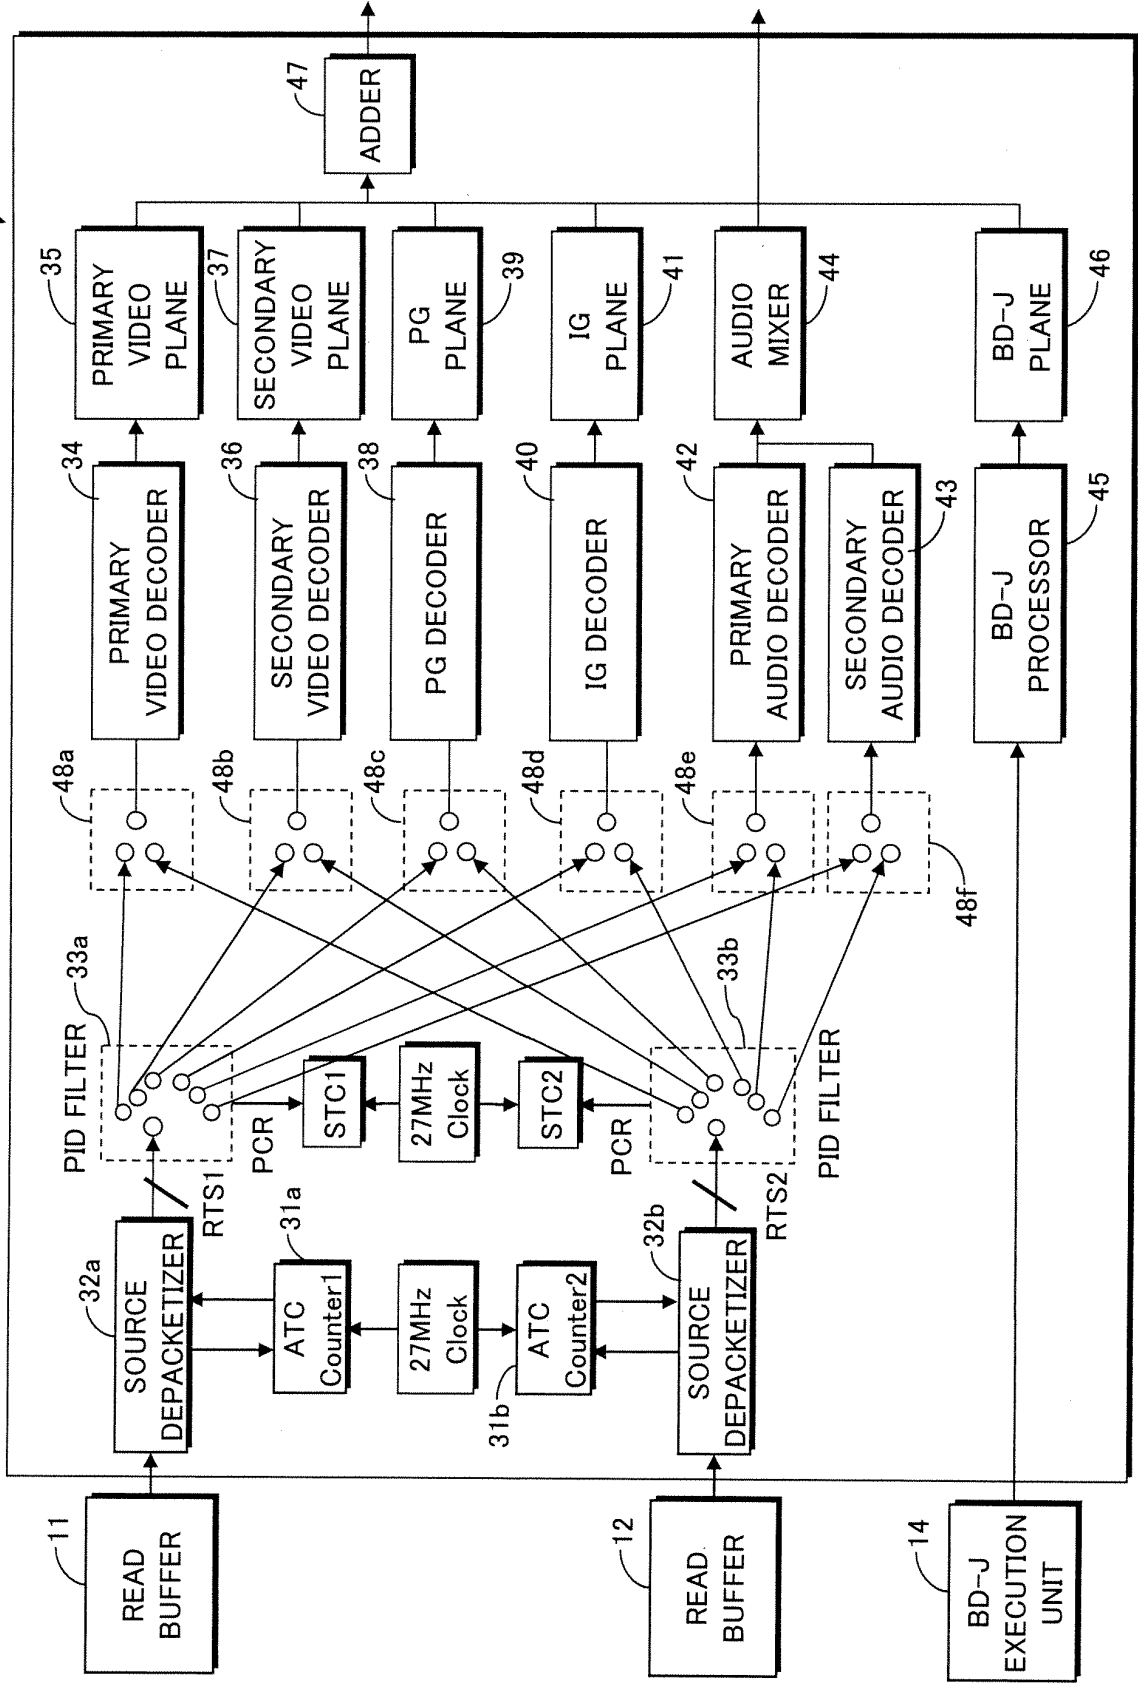 11
READ
BUFFER
32a
SOURCE
DEPACKETIZER
RTS1
PID FILTER
33a
PCR
31a
ATC
Counter1
27MHz
Clock
31b
ATC
Counter2
STC1
27MHz
Clock
STC2
PCR
12
READ
BUFFER
32b
SOURCE
DEPACKETIZER
RTS2
PID FILTER
33b
14
BD-J
EXECUTION
UNIT
48a
48b
48c
48d
48e
48f
34
PRIMARY
VIDEO DECODER
35
PRIMARY
VIDEO
PLANE
36
SECONDARY
VIDEO DECODER
37
SECONDARY
VIDEO
PLANE
38
PG DECODER
39
PG
PLANE
40
IG DECODER
41
IG
PLANE
42
PRIMARY
AUDIO DECODER
43
SECONDARY
AUDIO DECODER
44
AUDIO
MIXER
45
BD-J
PROCESSOR
46
BD-J
PLANE
47
ADDER